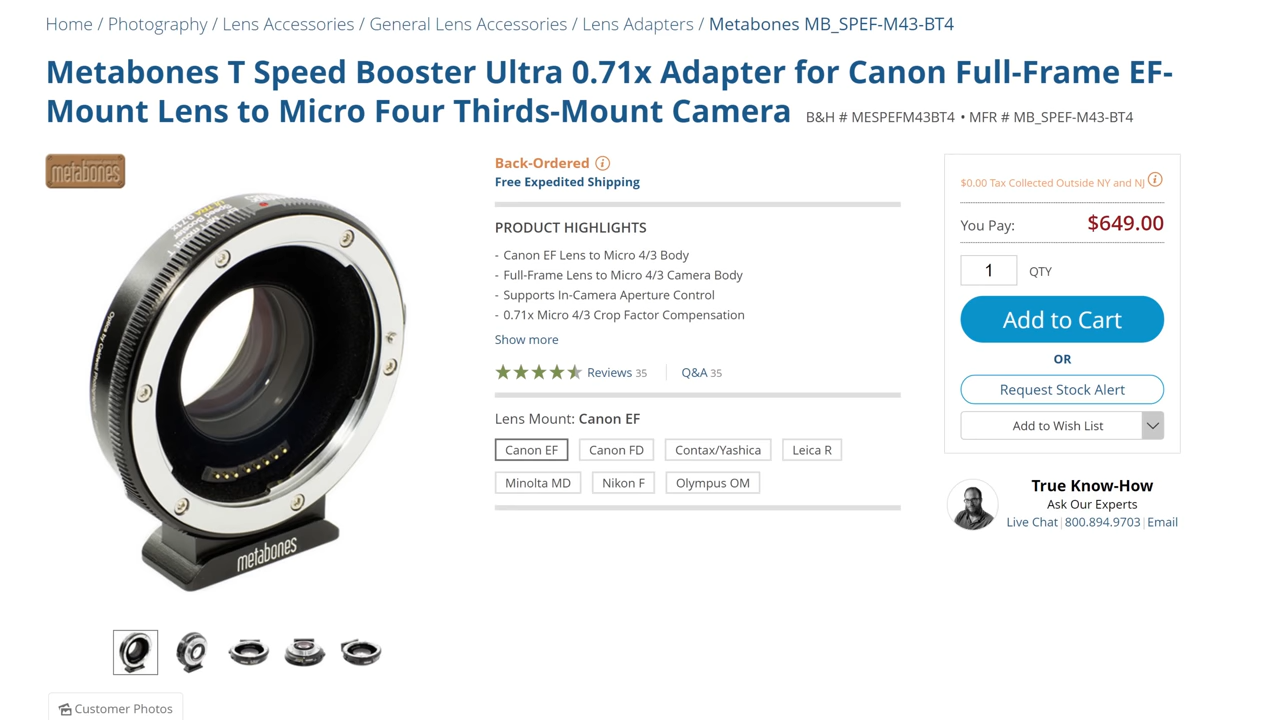 Home / Photography / Lens Accessories / General Lens Accessories / Lens Adapters / Metabones MB_SPEF-M43-BT4
Metabones T Speed Booster Ultra 0.71x Adapter for Canon Full-Frame EF-
Mount Lens to Micro Four Thirds-Mount Camera B&H # MESPEFM43BT4 • MFR # MB_SPEF-M43-BT4
metabones
metabones
Back-Ordered
Free Expedited Shipping
PRODUCT HIGHLIGHTS
- Canon EF Lens to Micro 4/3 Body
- Full-Frame Lens to Micro 4/3 Camera Body
- Supports In-Camera Aperture Control
- 0.71x Micro 4/3 Crop Factor Compensation
Show more
Reviews 35 Q&A 35
Lens Mount: Canon EF
Canon EF Canon FD Contax/Yashica Leica R
Minolta MD Nikon F Olympus OM
$0.00 Tax Collected Outside NY and NJ
You Pay: $649.00
1 QTY
Add to Cart
OR
Request Stock Alert
Add to Wish List
True Know-How
Ask Our Experts
Live Chat | 800.894.9703 | Email
Customer Photos